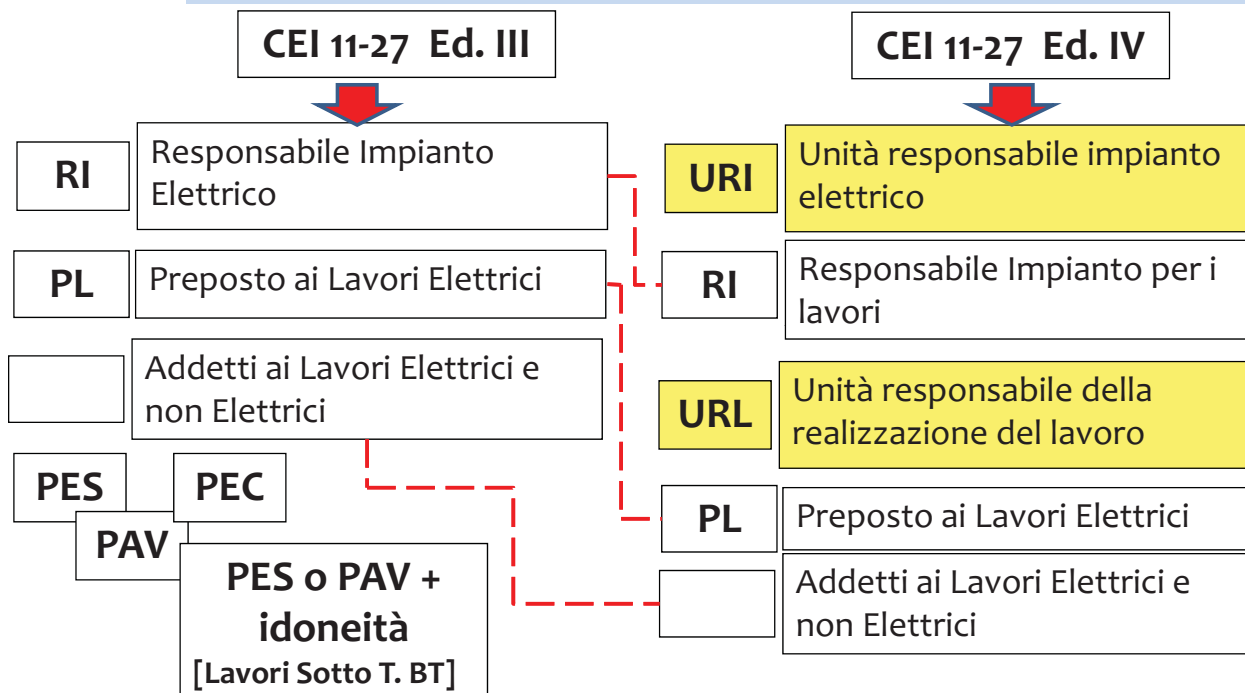 CEI 11-27 Ed. III
RI
Responsabile Impianto
Elettrico
PL
Preposto ai Lavori Elettrici
Addetti ai Lavori Elettrici e
non Elettrici
PES
PEC
PAV
PES o PAV +
idoneità
[Lavori Sotto T. BT]
CEI 11-27 Ed. IV
URI
Unità responsabile impianto
elettrico
RI
Responsabile Impianto per i
lavori
URL
Unità responsabile della
realizzazione del lavoro
PL
Preposto ai Lavori Elettrici
Addetti ai Lavori Elettrici e
non Elettrici